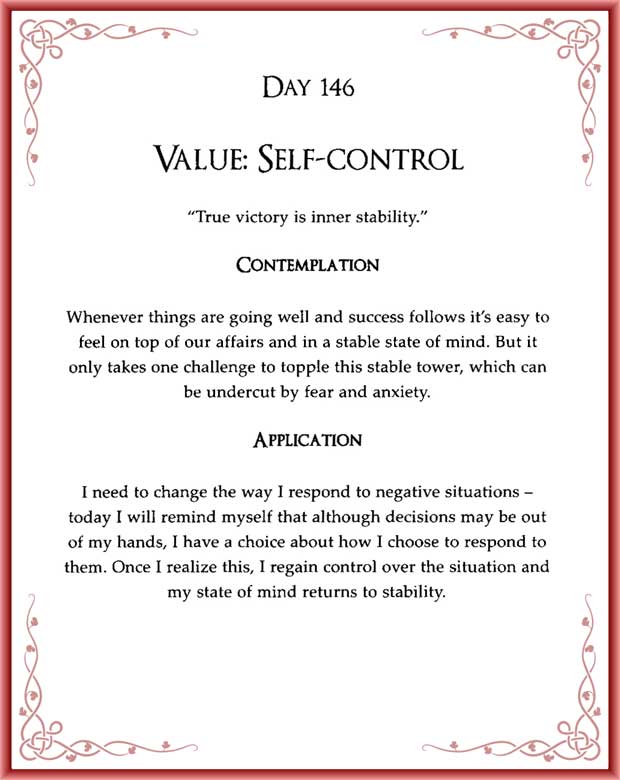 Day 146
Value: Self-control
“True victory is inner stability.”
Contemplation
Whenever things are going well and success follows it’s easy to
feel on top of our affairs and in a stable state of mind. But it
only takes one challenge to topple this stable tower, which can
be undercut by fear and anxiety.
Application
I need to change the way I respond to negative situations –
today I will remind myself that although decisions may be out
of my hands, I have a choice about how I choose to respond to
them. Once I realize this, I regain control over the situation and
my state of mind returns to stability.